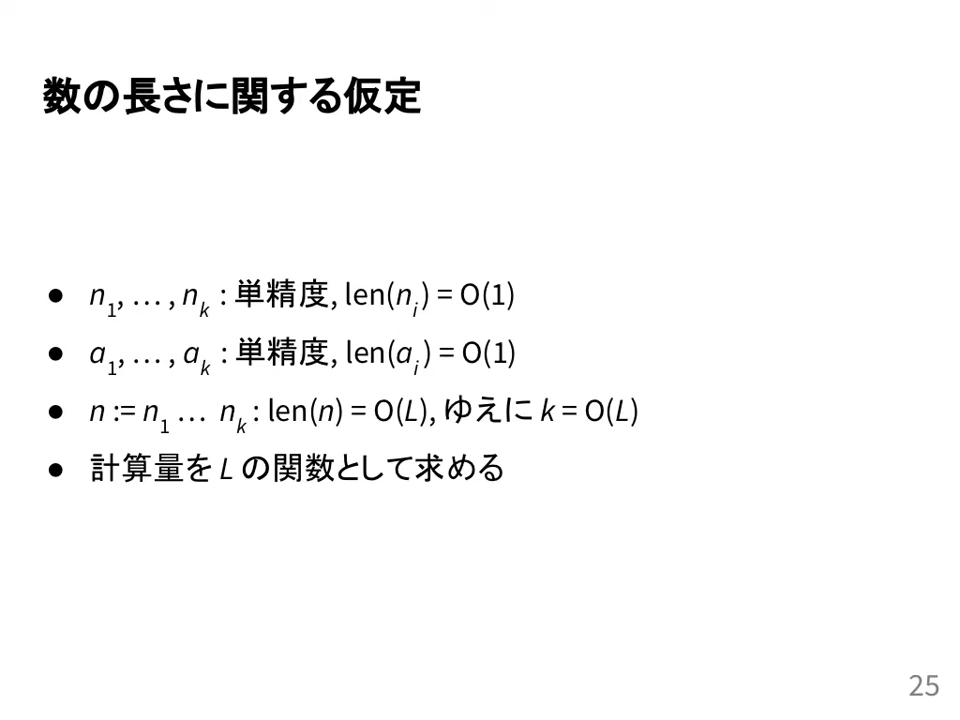 数の長さに関する仮定
● n1, … , nk : 単精度, len(ni) = O(1)
● a1, … , ak : 単精度, len(ai) = O(1)
● n := n1 … nk : len(n) = O(L), ゆえに k = O(L)
● 計算量を L の関数として求める
25